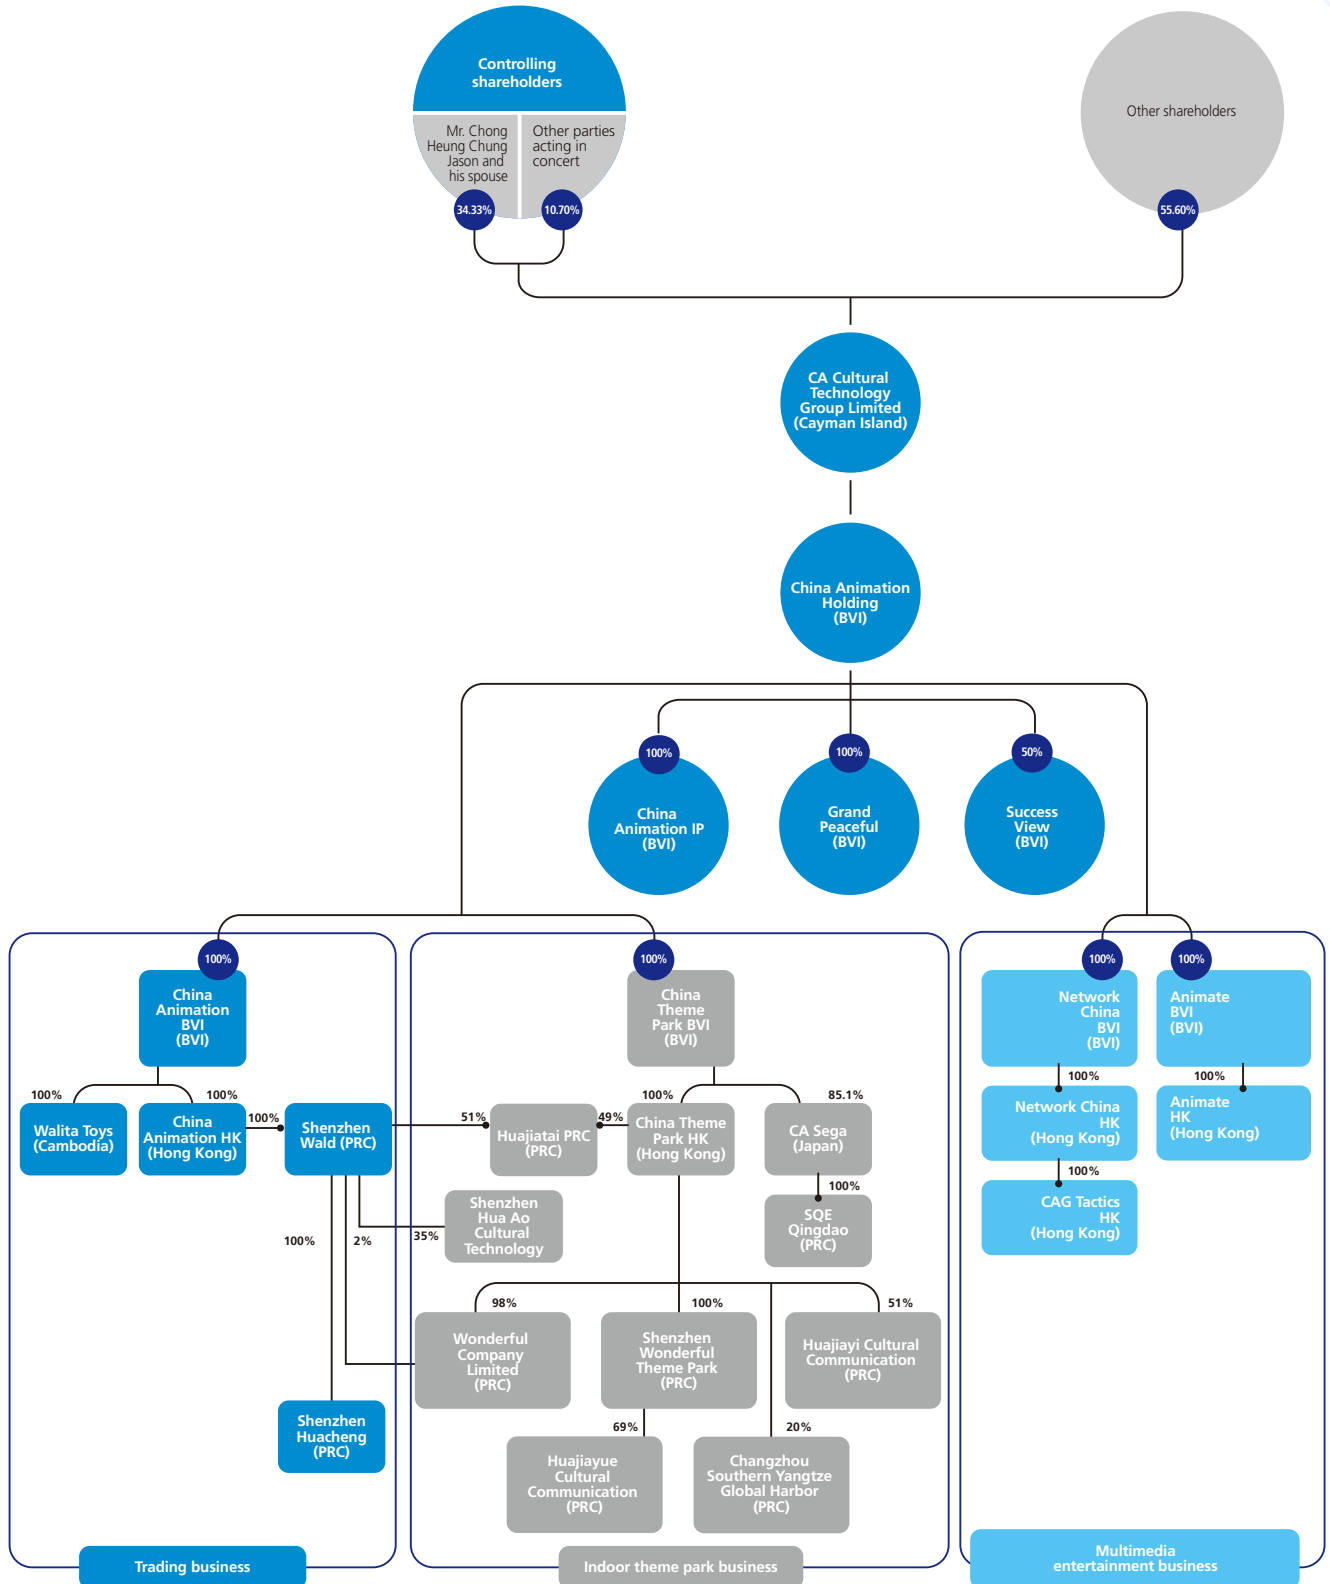 Controlling
shareholders
Mr. Chong
Heung Chung
Jason and
his spouse
Other parties
acting in
concert
34.33%
10.70%
Other shareholders
55.60%
CA Cultural
Technology
Group Limited
(Cayman Island)
China Animation
Holding
(BVI)
100%
China
Animation IP
(BVI)
100%
Grand
Peaceful
(BVI)
50%
Success
View
(BVI)
100%
China
Animation
BVI
(BVI)
100%
Walita Toys
(Cambodia)
100%
China
Animation HK
(Hong Kong)
100%
Shenzhen
Wald (PRC)
100%
2%
35%
51%
Shenzhen
Huacheng
(PRC)
Trading business
100%
China
Theme
Park BVI
(BVI)
Huajiatai PRC
(PRC)
49%
100%
China Theme
Park HK
(Hong Kong)
85.1%
CA Sega
(Japan)
100%
SQE
Qingdao
(PRC)
Shenzhen
Hua Ao
Cultural
Technology
98%
Wonderful
Company
Limited
(PRC)
100%
Shenzhen
Wonderful
Theme Park
(PRC)
51%
Huajiayi Cultural
Communication
(PRC)
69%
Huajiayue
Cultural
Communication
(PRC)
20%
Changzhou
Southern Yangtze
Global Harbor
(PRC)
Indoor theme park business
100%
Network
China
BVI
(BVI)
100%
Network China
HK
(Hong Kong)
100%
CAG Tactics
HK
(Hong Kong)
100%
Animate
BVI
(BVI)
100%
Animate
HK
(Hong Kong)
Multimedia
entertainment business